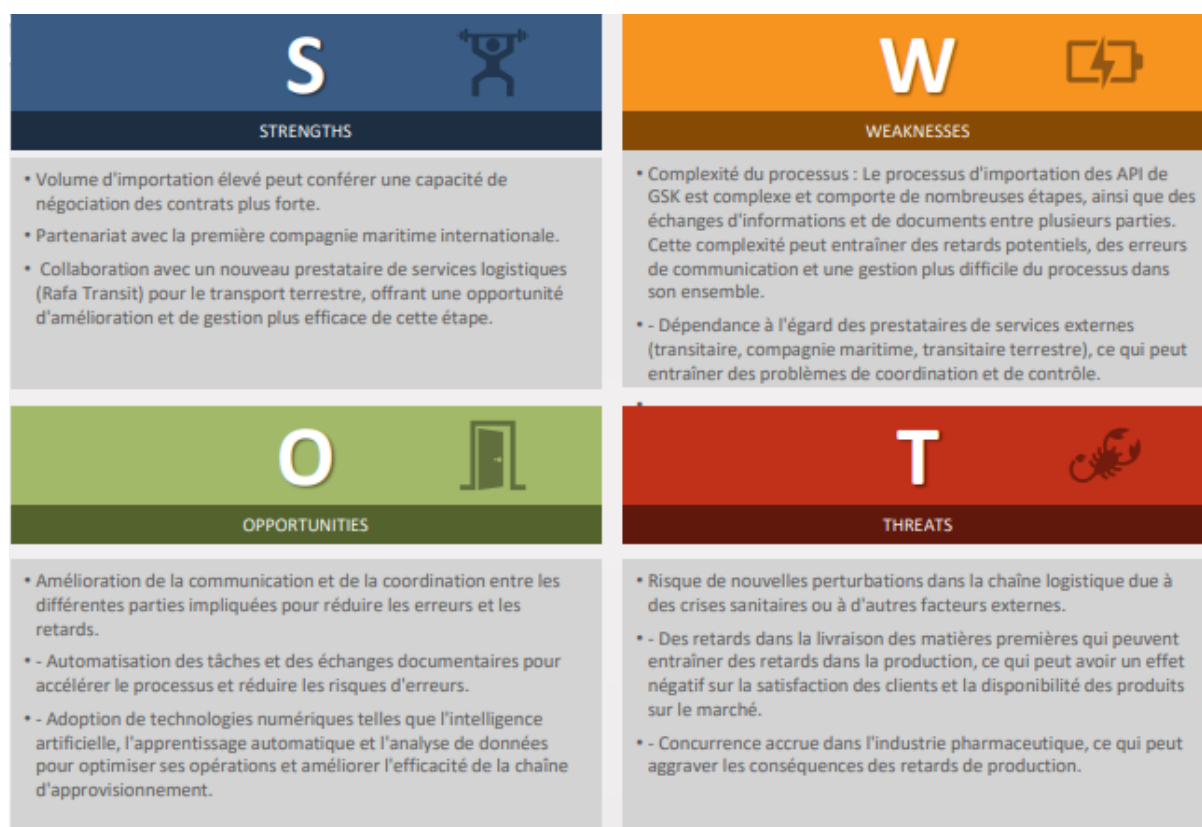 S
STRENGTHS
• Volume d'importation élevé peut conférer une capacité de
négociation des contrats plus forte.
• Partenariat avec la première compagnie maritime internationale.
• Collaboration avec un nouveau prestataire de services logistiques
(Rafa Transit) pour le transport terrestre, offrant une opportunité
d'amélioration et de gestion plus efficace de cette étape.
W
WEAKNESSES
• Complexité du processus : Le processus d'importation des API de
GSK est complexe et comporte de nombreuses étapes, ainsi que des
échanges d'informations et de documents entre plusieurs parties.
Cette complexité peut entraîner des retards potentiels, des erreurs
de communication et une gestion plus difficile du processus dans
son ensemble.
• - Dépendance à l'égard des prestataires de services externes
(transitaire, compagnie maritime, transitaire terrestre), ce qui peut
entraîner des problèmes de coordination et de contrôle.
•
O
OPPORTUNITIES
• Amélioration de la communication et de la coordination entre les
différentes parties impliquées pour réduire les erreurs et les
retards.
• - Automatisation des tâches et des échanges documentaires pour
accélérer le processus et réduire les risques d'erreurs.
• - Adoption de technologies numériques telles que l'intelligence
artificielle, l'apprentissage automatique et l'analyse de données
pour optimiser ses opérations et améliorer l'efficacité de la chaîne
d'approvisionnement.
T
THREATS
• Risque de nouvelles perturbations dans la chaîne logistique due à
des crises sanitaires ou à d'autres facteurs externes.
• - Des retards dans la livraison des matières premières qui peuvent
entraîner des retards dans la production, ce qui peut avoir un effet
négatif sur la satisfaction des clients et la disponibilité des produits
sur le marché.
• - Concurrence accrue dans l'industrie pharmaceutique, ce qui peut
aggraver les conséquences des retards de production.